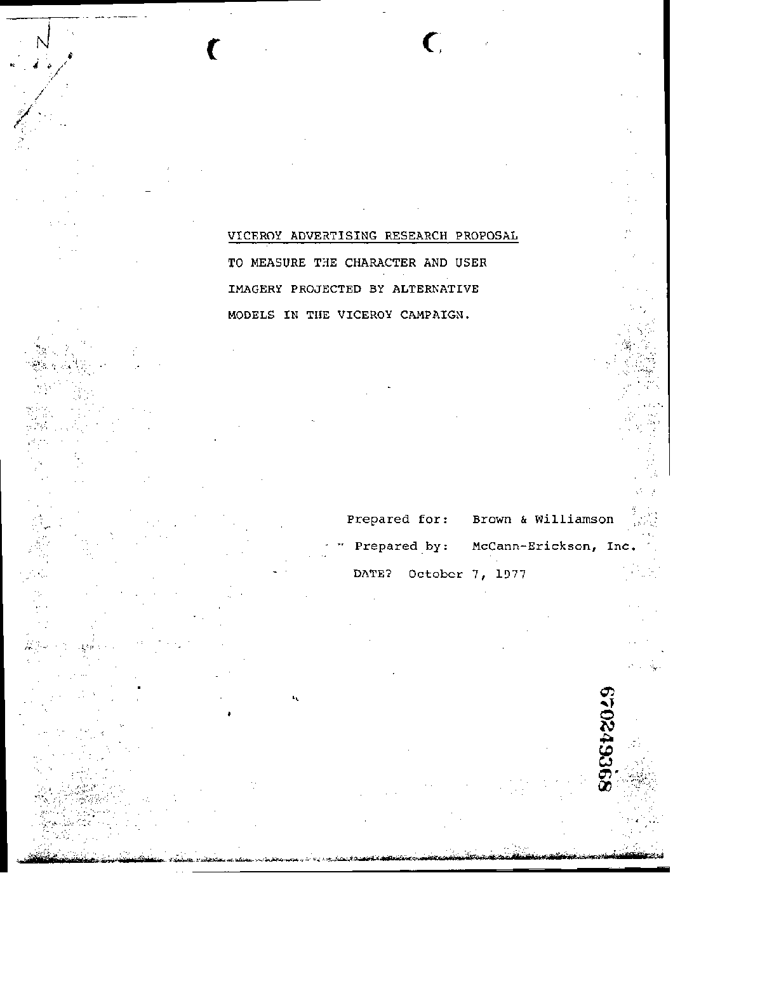 VICEROY ADVERTISING RESEARCH PROPOSAL
TO MEASURE THE CHARACTER AND USER
IMAGERY PROJECTED BY ALTERNATIVE
MODELS IN THE VICEROY CAMPAIGN.
Prepared for: Brown & Williamson
Prepared by: McCann-Erickson, Inc.
DATE? October 7, 1977
670249368